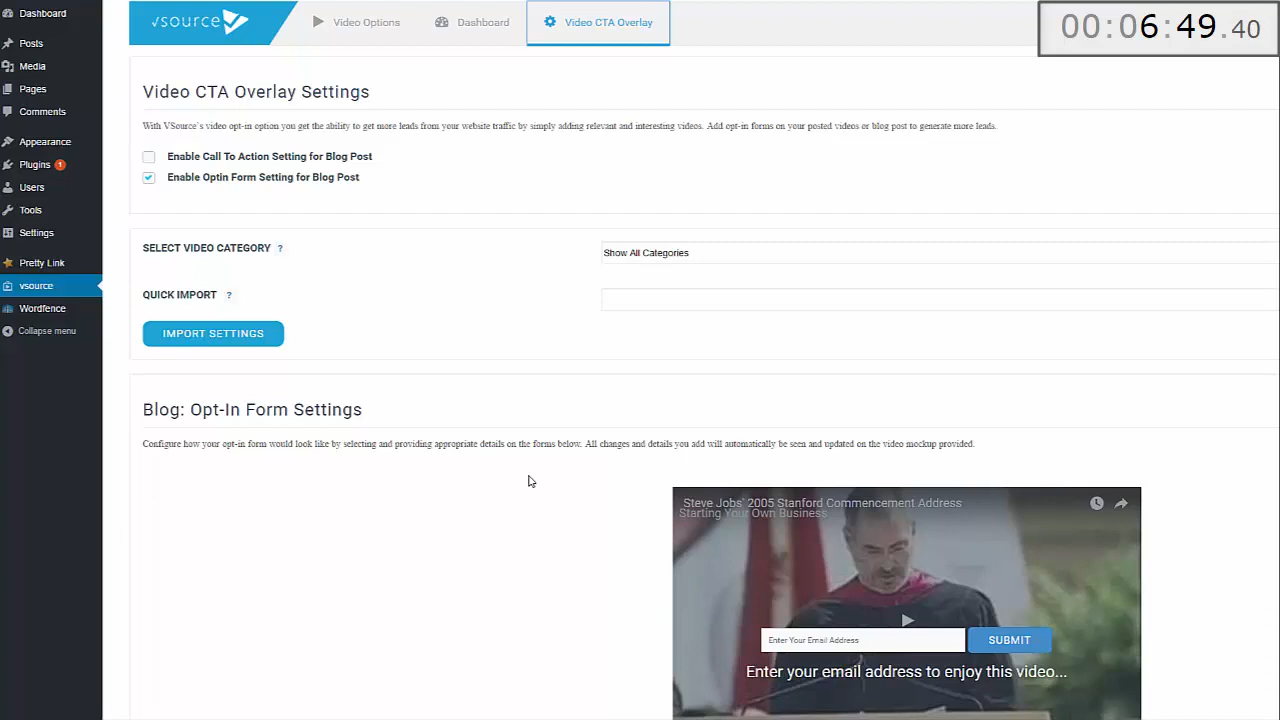 Dashboard
Posts
Media
Pages
Comments
Appearance
Plugins 1
Users
Tools
Settings
Pretty Link
vsource
Wordfence
Collapse menu
vsource
Video Options
Dashboard
Video CTA Overlay
00:06:49.40
Video CTA Overlay Settings
With VSource's video opt-in option you get the ability to get more leads from your website traffic by simply adding relevant and interesting videos. Add opt-in forms on your posted videos or blog post to generate more leads.
Enable Call To Action Setting for Blog Post
Enable Optin Form Setting for Blog Post
SELECT VIDEO CATEGORY ?
Show All Categories
QUICK IMPORT ?
IMPORT SETTINGS
Blog: Opt-In Form Settings
Configure how your opt-in form would look like by selecting and providing appropriate details on the forms below. All changes and details you add will automatically be seen and updated on the video mockup provided.
Steve Jobs' 2005 Stanford Commencement Address
Starting Your Own Business
Enter Your Email Address
SUBMIT
Enter your email address to enjoy this video...